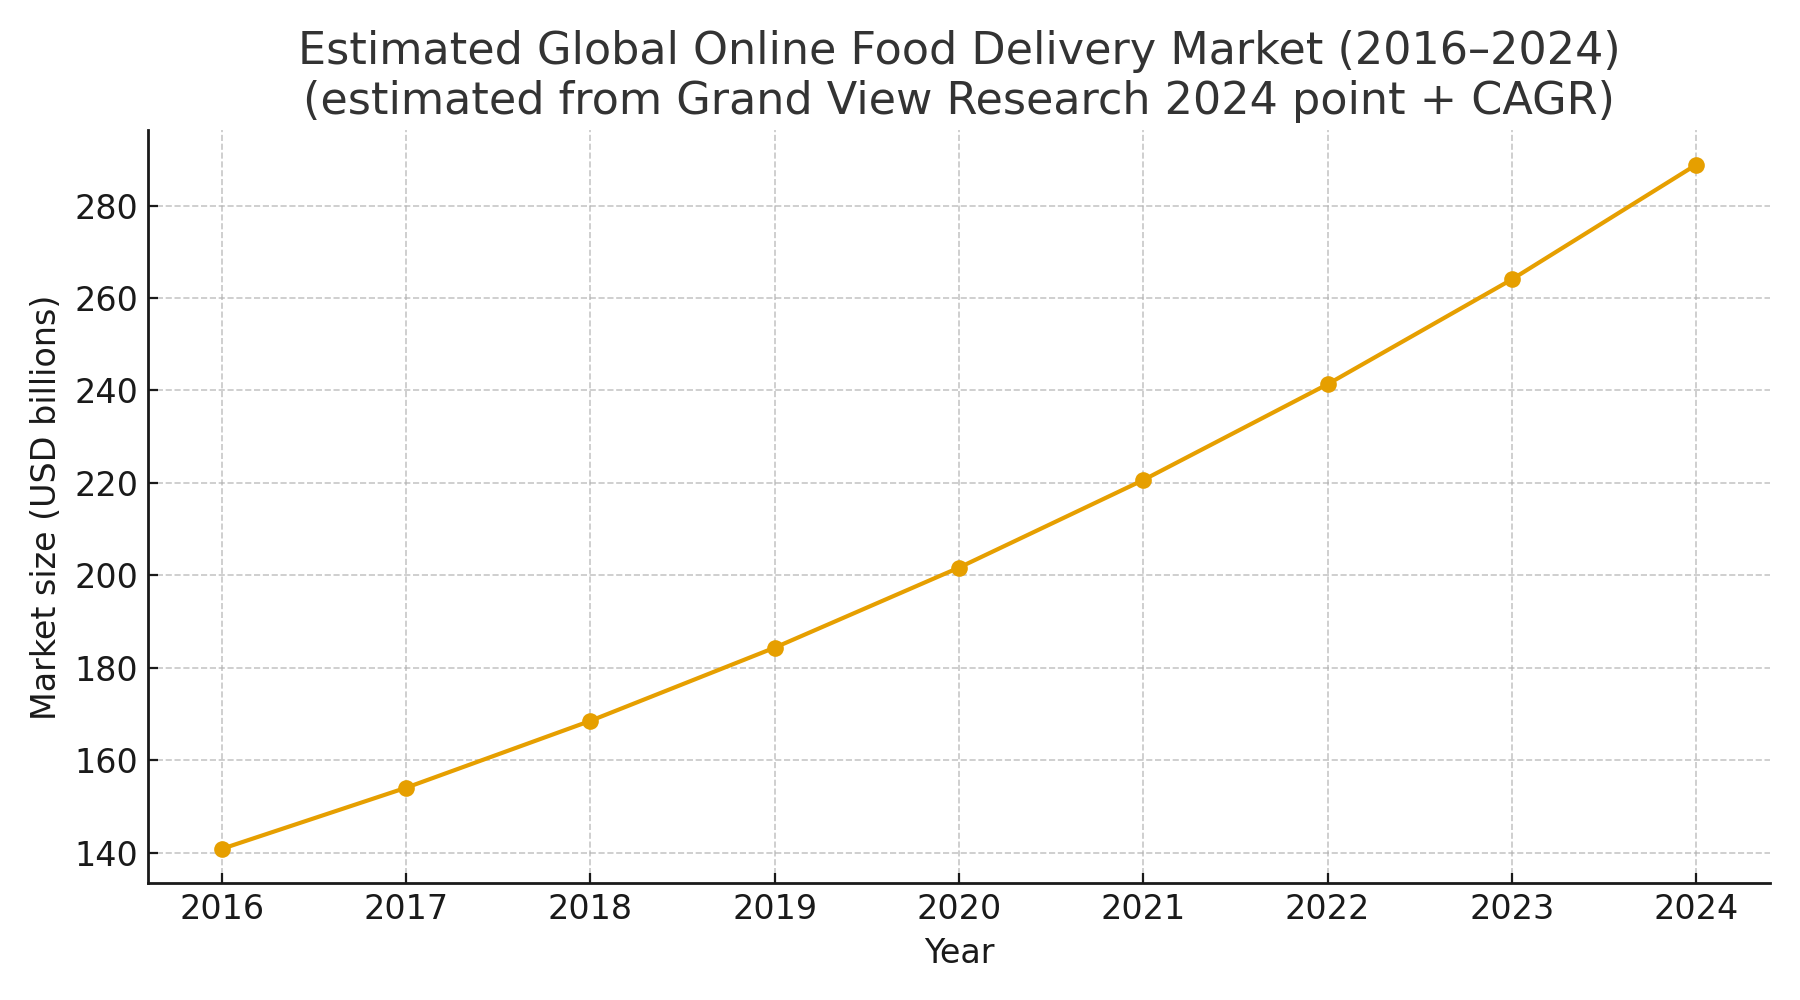 Estimated Global Online Food Delivery Market (2016–2024)
(estimated from Grand View Research 2024 point + CAGR)
Market size (USD billions)
280
260
240
220
200
180
160
140
2016 2017 2018 2019 2020 2021 2022 2023 2024
Year